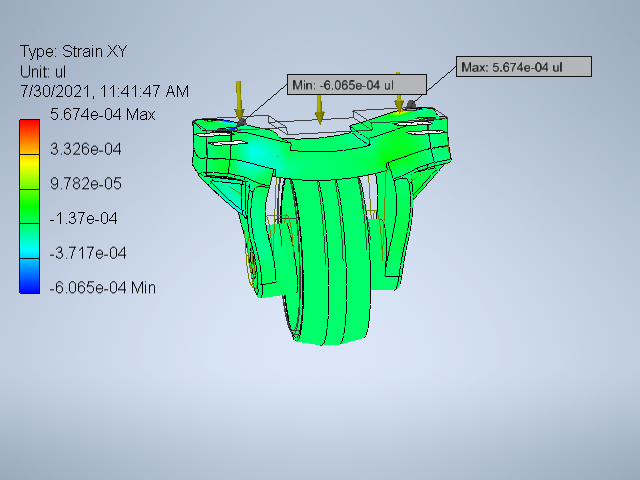 Type: Strain XY
Unit: ul
7/30/2021, 11:41:47 AM
5.674e-04 Max
3.326e-04
9.782e-05
-1.37e-04
-3.717e-04
-6.065e-04 Min
Min: -6.065e-04 ul
Max: 5.674e-04 ul